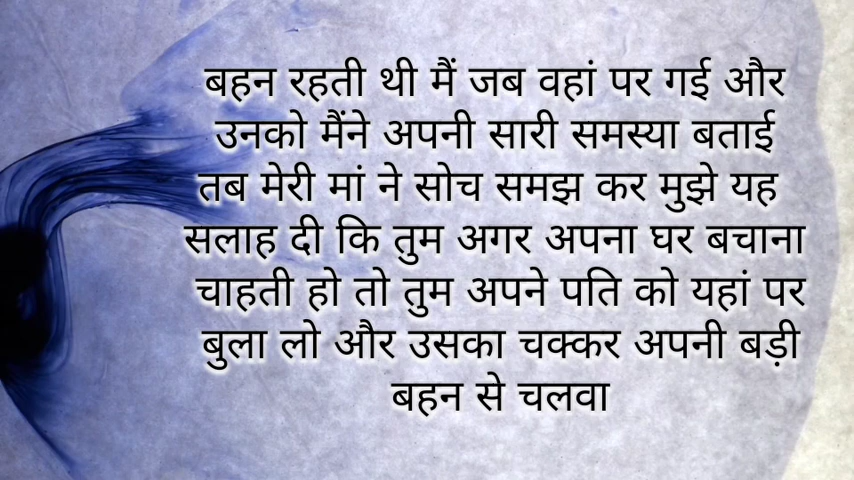 बहन रहती थी मैं जब वहां पर गई और
उनको मैंने अपनी सारी समस्या बताई
तब मेरी मां ने सोच समझ कर मुझे यह
सलाह दी कि तुम अगर अपना घर बचाना
चाहती हो तो तुम अपने पति को यहां पर
बुला लो और उसका चक्कर अपनी बड़ी
बहन से चलवा